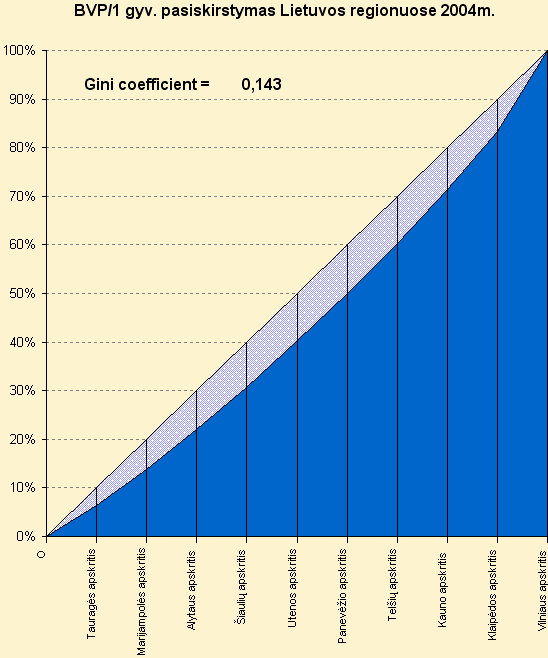 BVP/1 gyv. pasiskirstymas Lietuvos regionuose 2004m.
Gini coefficient = 0,143
100%
90%
80%
70%
60%
50%
40%
30%
20%
10%
0%
O
Tauragės apskritis
Marijampolės apskritis
Alytaus apskritis
Šiaulių apskritis
Utenos apskritis
Panevėžio apskritis
Telšių apskritis
Kauno apskritis
Klaipėdos apskritis
Vilniaus apskritis